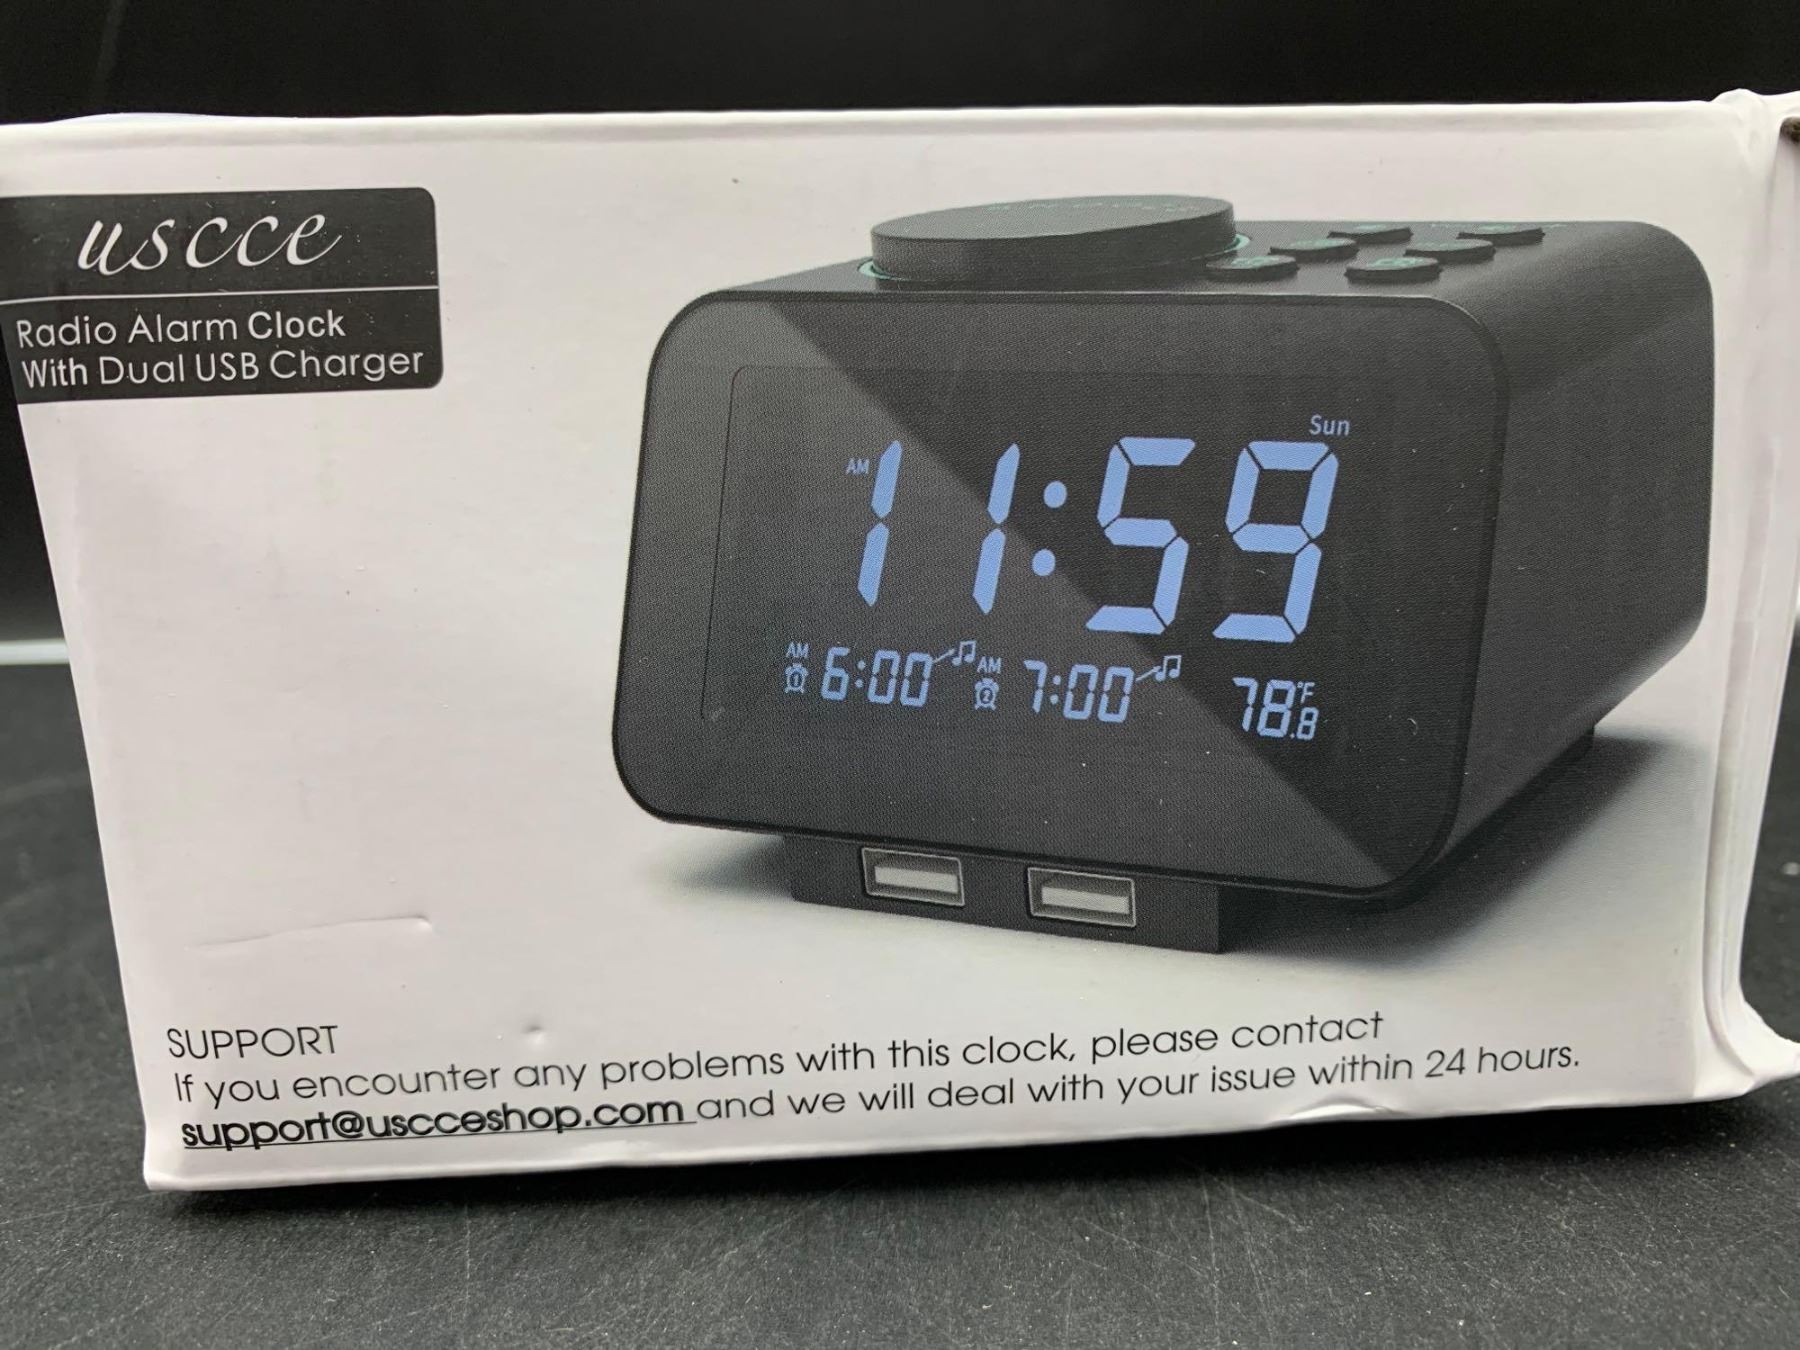 uscce
Radio Alarm Clock
With Dual USB Charger
Sun
AM 11:59
AM 1 6:00 AM 2 7:00 78.8 °F
SUPPORT
If you encounter any problems with this clock, please contact
support@uscceshop.com and we will deal with your issue within 24 hours.